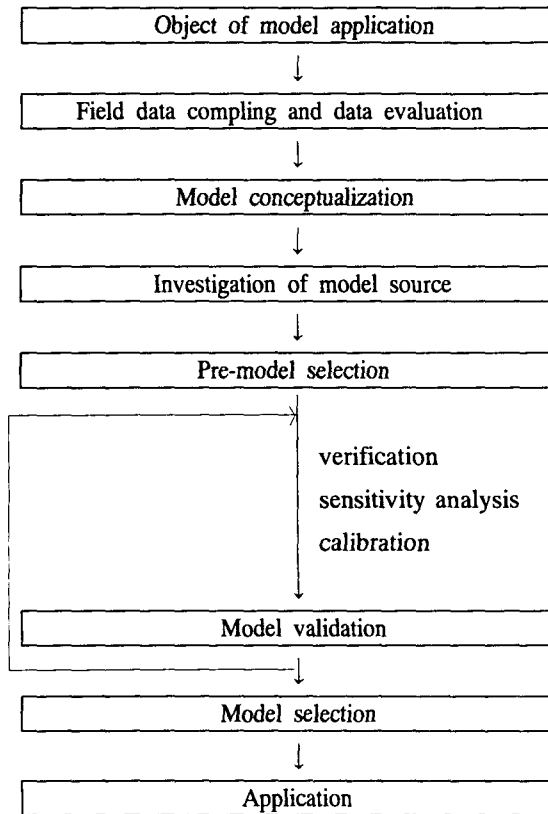 Object of model application
Field data compling and data evaluation
Model conceptualization
Investigation of model source
Pre-model selection
verification
sensitivity analysis
calibration
Model validation
Model selection
Application